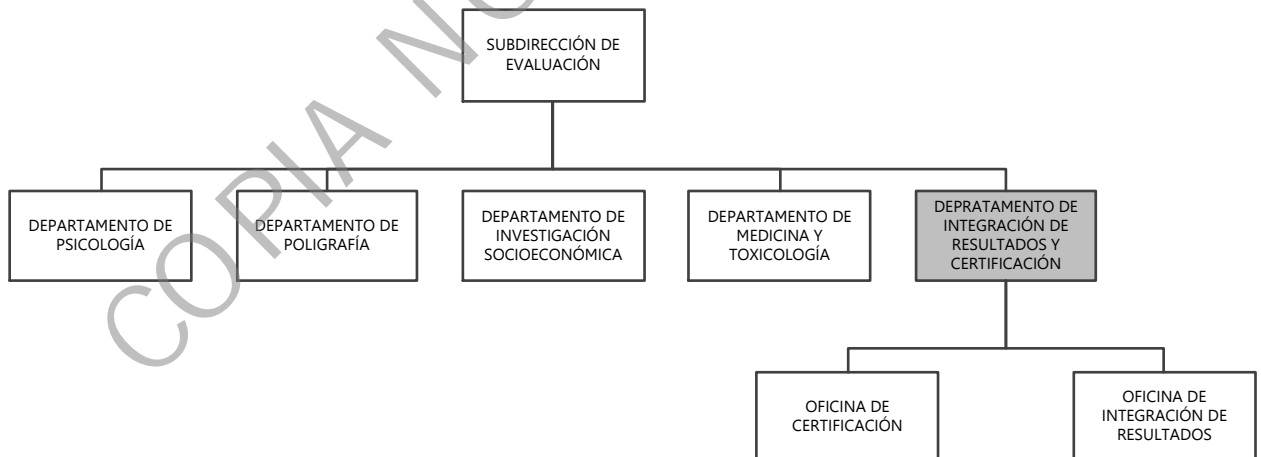 SUBDIRECCIÓN DE
EVALUACIÓN
DEPARTAMENTO DE
PSICOLOGÍA
DEPARTAMENTO DE
POLIGRAFÍA
DEPARTAMENTO DE
INVESTIGACIÓN
SOCIOECONÓMICA
DEPARTAMENTO DE
MEDICINA Y
TOXICOLOGÍA
DEPRATAMENTO DE
INTEGRACIÓN DE
RESULTADOS Y
CERTIFICACIÓN
OFICINA DE
CERTIFICACIÓN
OFICINA DE
INTEGRACIÓN DE
RESULTADOS
COPIA